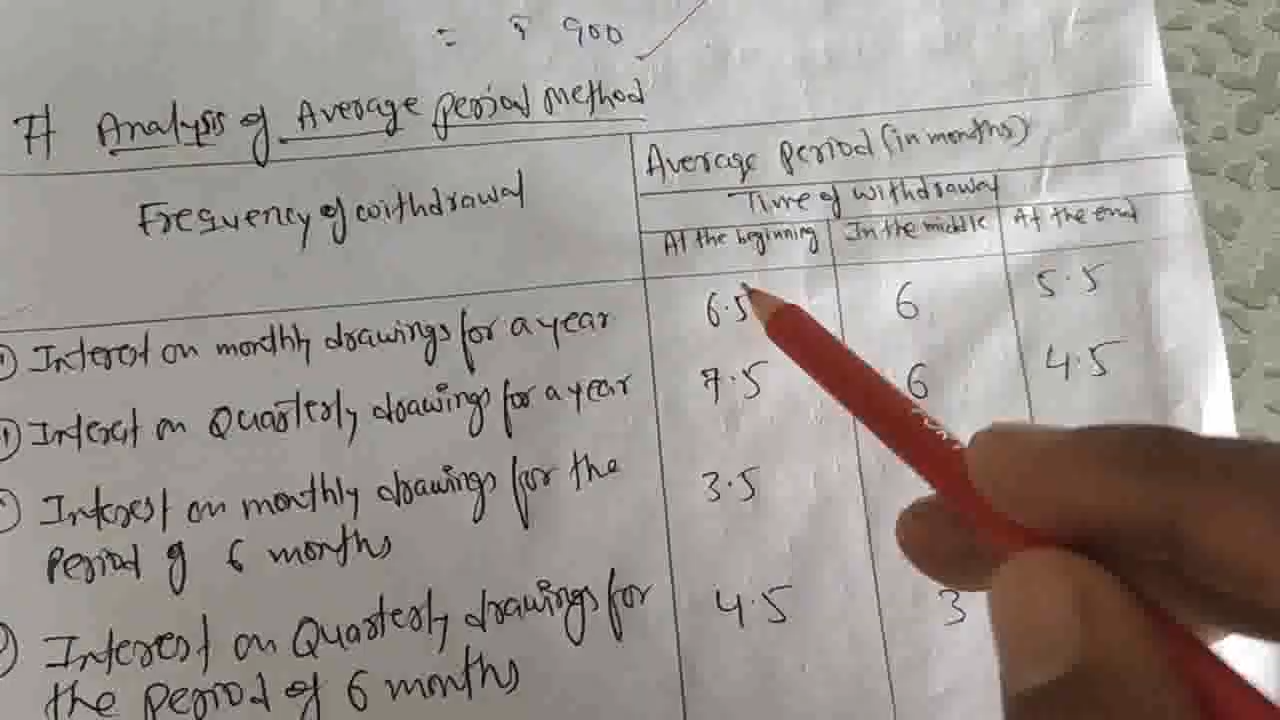 = ₹ 900
7) Analysis of Average period method
Frequency of withdrawal
Average period (in months)
Time of withdrawal
At the beginning In the middle At the end
Interest on monthly drawings for a year 6.5 6 5.5
Interest on Quarterly drawings for a year 7.5 6 4.5
Interest on monthly drawings for the 3.5
period of 6 months
Interest on Quarterly drawings for 4.5 3
the period of 6 months